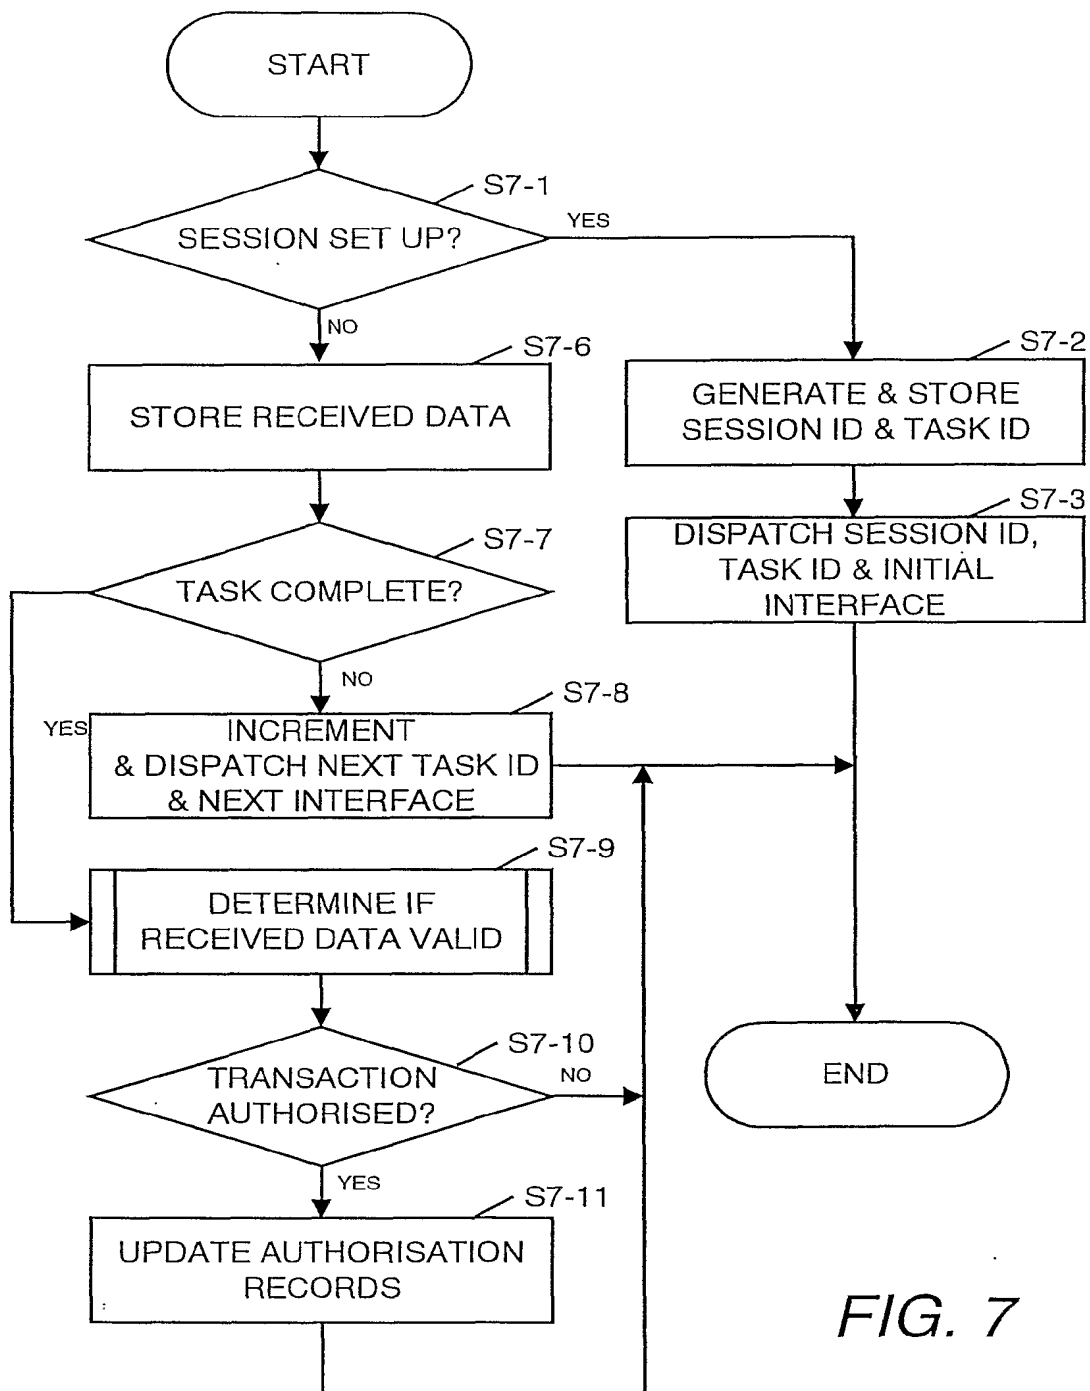 START
S7-1
SESSION SET UP?
YES
NO
S7-6
STORE RECEIVED DATA
S7-2
GENERATE & STORE
SESSION ID & TASK ID
S7-3
DISPATCH SESSION ID,
TASK ID & INITIAL
INTERFACE
S7-7
TASK COMPLETE?
NO
YES
S7-8
INCREMENT
& DISPATCH NEXT TASK ID
& NEXT INTERFACE
S7-9
DETERMINE IF
RECEIVED DATA VALID
S7-10
TRANSACTION
AUTHORISED?
NO
YES
END
S7-11
UPDATE AUTHORISATION
RECORDS
FIG. 7